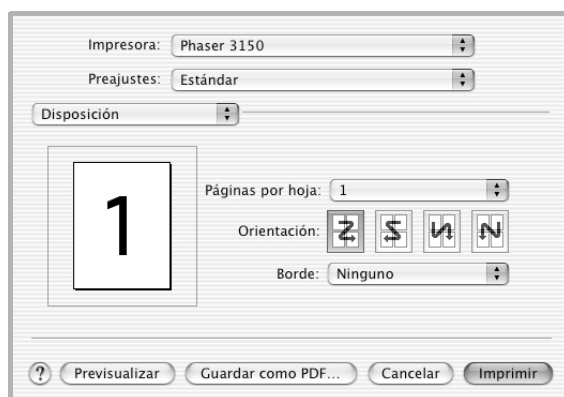 Impresora: Phaser 3150
Preajustes: Estándar
Disposición
1
Páginas por hoja: 1
Orientación:
Borde: Ninguno
? Previsualizar Guardar como PDF... Cancelar Imprimir